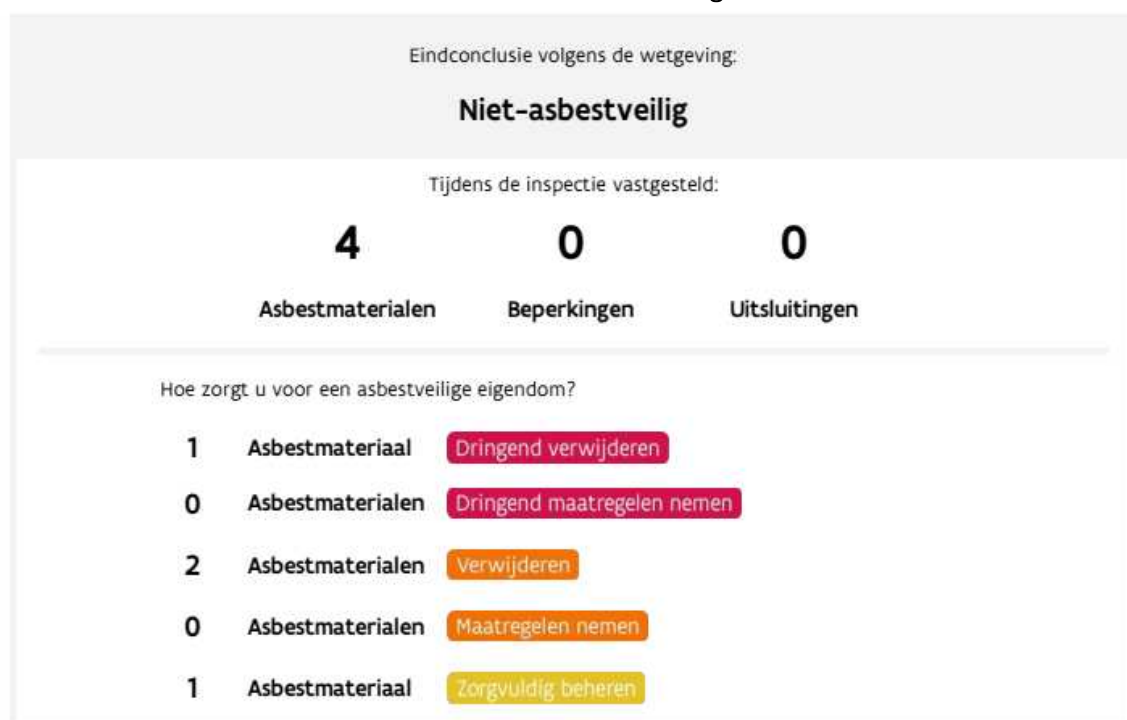 Eindconclusie volgens de wetgeving:
Niet-asbestveilig
Tijdens de inspectie vastgesteld:
4 0 0
Asbestmaterialen Beperkingen Uitsluitingen
Hoe zorgt u voor een asbestveilige eigendom?
1 Asbestmateriaal Dringend verwijderen
0 Asbestmaterialen Dringend maatregelen nemen
2 Asbestmaterialen Verwijderen
0 Asbestmaterialen Maatregelen nemen
1 Asbestmateriaal Zorgvuldig beheren